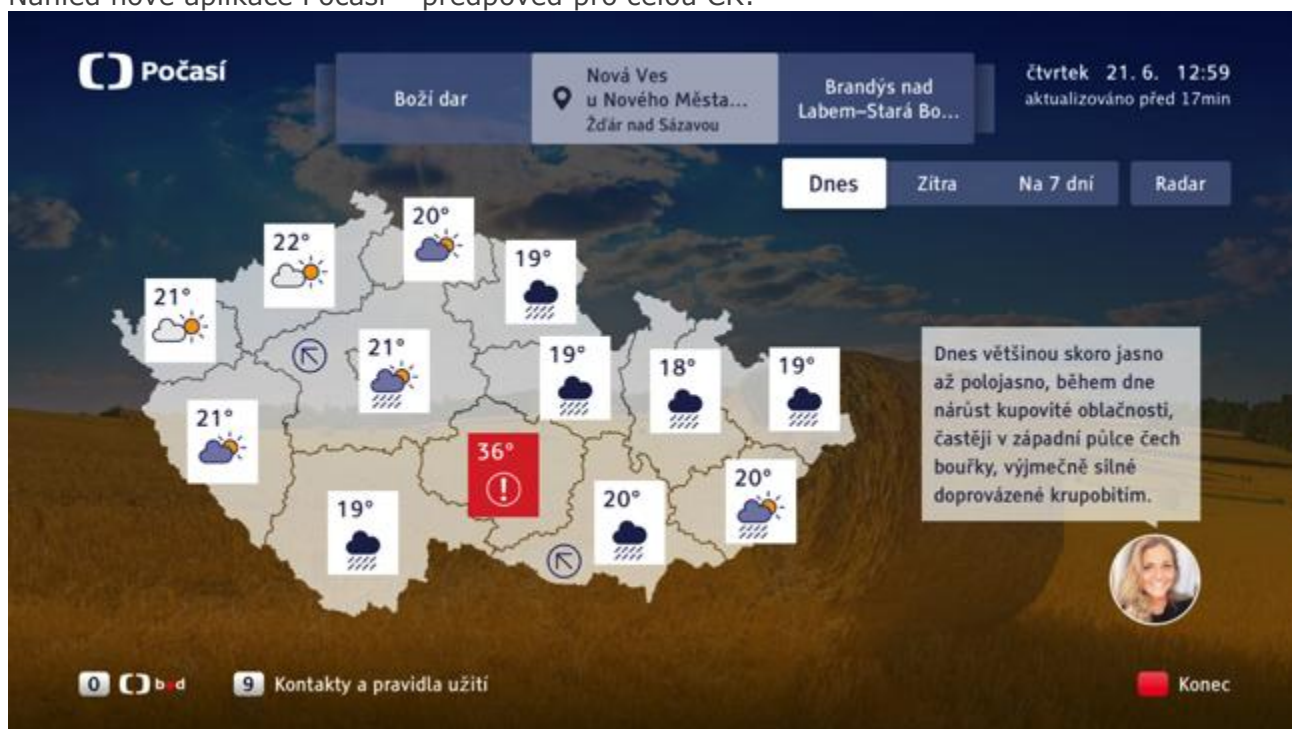 Náhled nové aplikace Počasí – předpověď pro celou ČR:
Počasí
Boží dar
Nová Ves
u Nového Města...
Žďár nad Sázavou
Brandýs nad
Labem–Stará Bo...
čtvrtek 21. 6. 12:59
aktualizováno před 17min
Dnes
Zítra
Na 7 dní
Radar
20°
22°
19°
21°
21°
19°
18°
19°
21°
36°
20°
19°
20°
Dnes většinou skoro jasno
až polojasno, během dne
nárůst kupovité oblačnosti,
častěji v západní půlce čech
bouřky, výjmečně silné
doprovázené krupobitím.
0 bod
9 Kontakty a pravidla užití
Konec